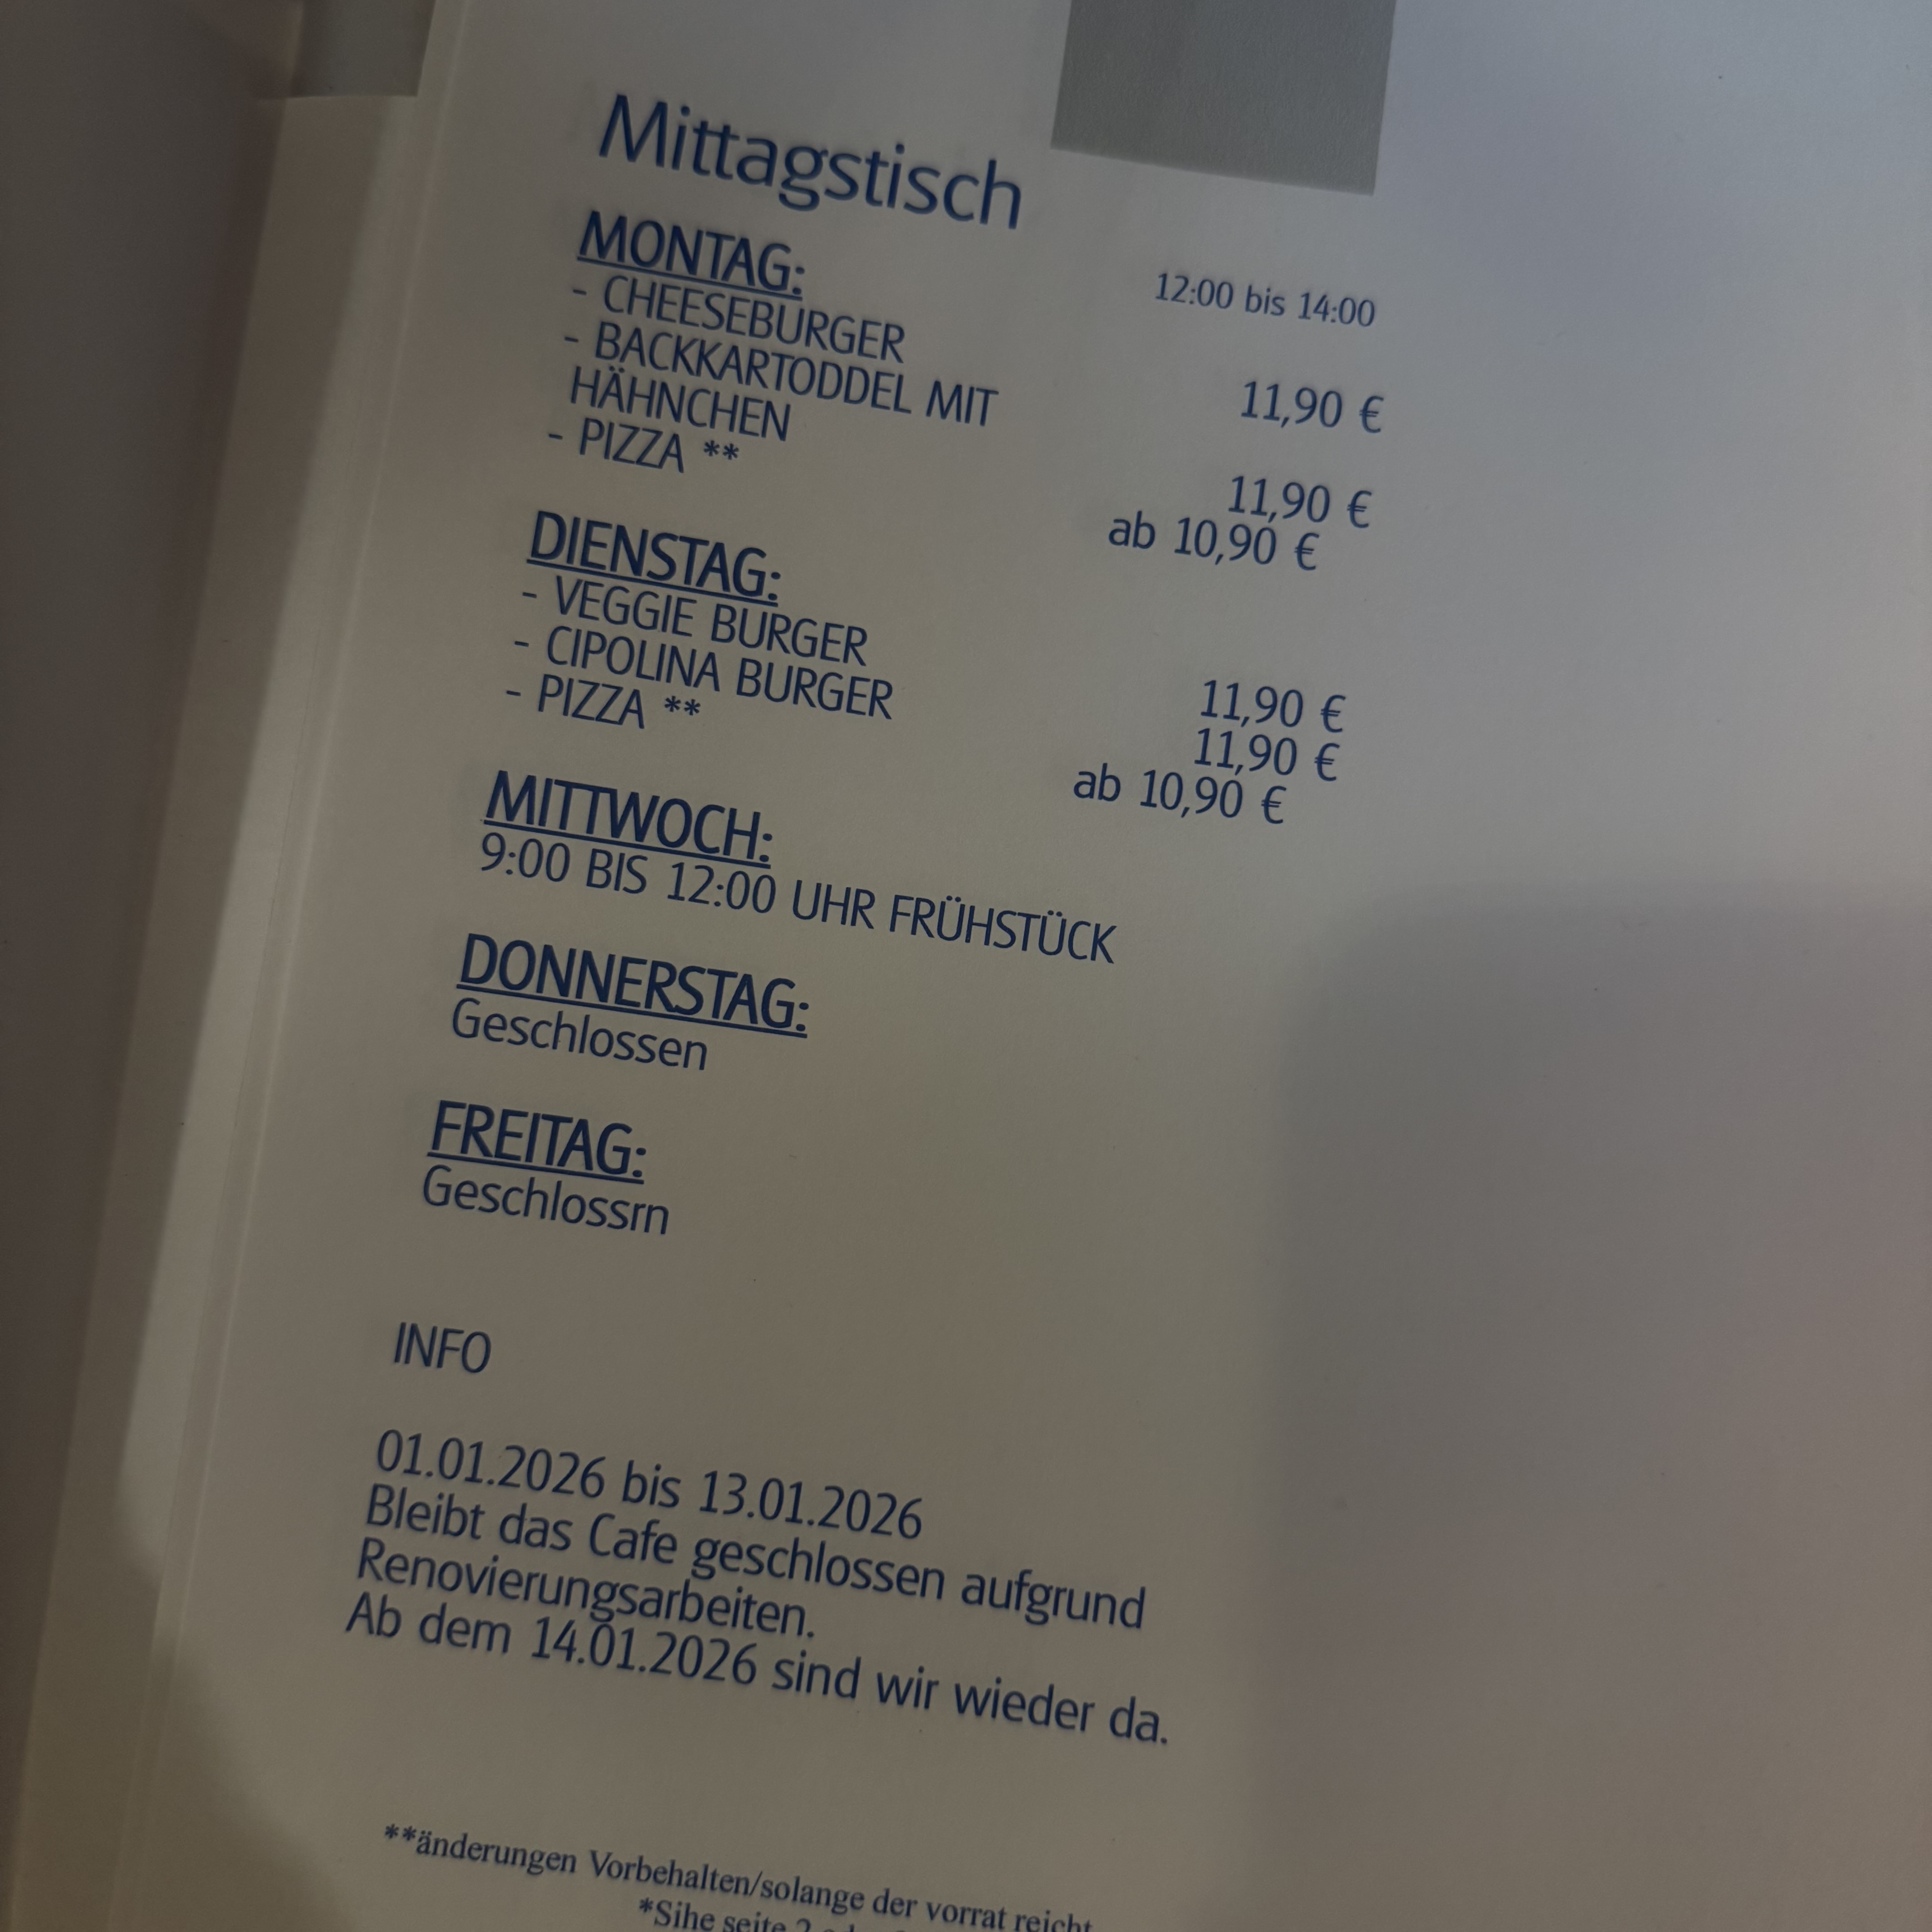 Mittagstisch
12:00 bis 14:00
MONTAG:
- CHEESEBURGER 11,90 €
- BACKKARTODDEL MIT
HÄHNCHEN 11,90 €
- PIZZA ** ab 10,90 €
DIENSTAG:
- VEGGIE BURGER 11,90 €
- CIPOLINA BURGER 11,90 €
- PIZZA ** ab 10,90 €
MITTWOCH:
9:00 BIS 12:00 UHR FRÜHSTÜCK
DONNERSTAG:
Geschlossen
FREITAG:
Geschlossrn
INFO
01.01.2026 bis 13.01.2026
Bleibt das Cafe geschlossen aufgrund
Renovierungsarbeiten.
Ab dem 14.01.2026 sind wir wieder da.
**änderungen Vorbehalten/solange der vorrat reicht
*Sihe seite 2